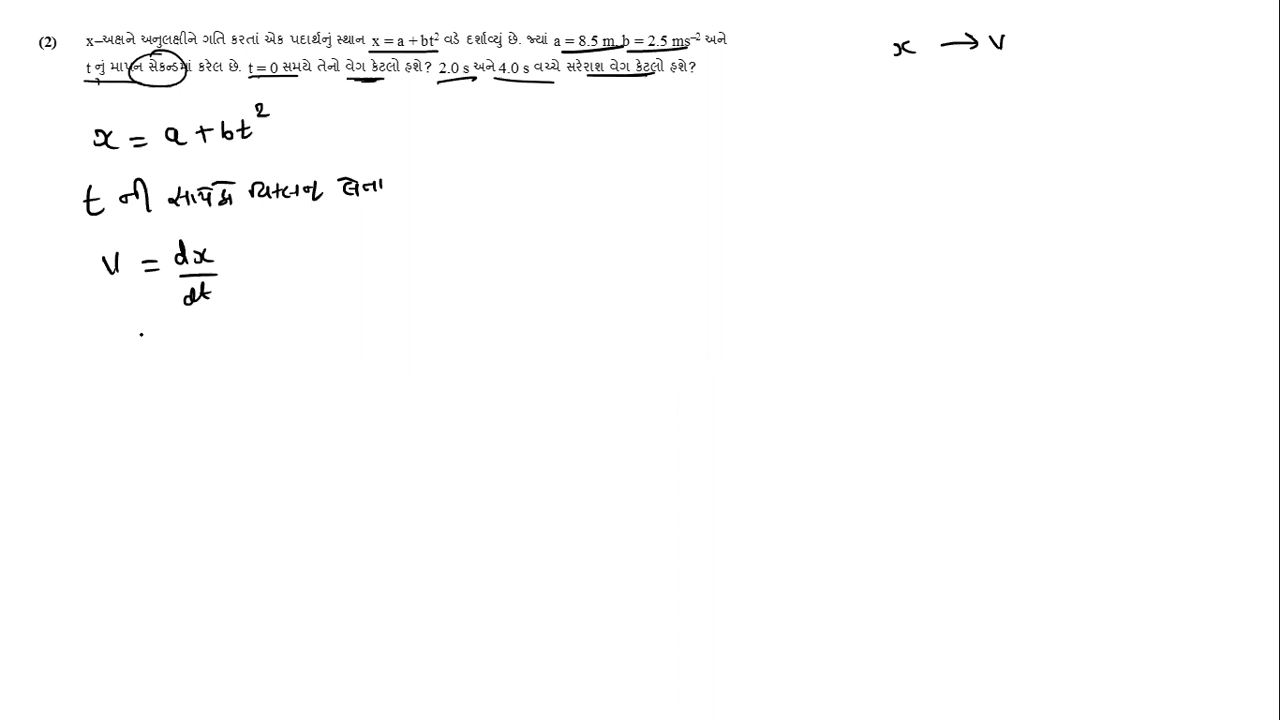 (2) x–અક્ષને અનુલક્ષીને ગતિ કરતાં એક પદાર્થનું સ્થાન x = a + bt² વડે દર્શાવ્યું છે. જ્યાં a = 8.5 m, b = 2.5 ms⁻² અને
t નું માપન સેકન્ડમાં કરેલ છે. t = 0 સમયે તેનો વેગ કેટલો હશે? 2.0 s અને 4.0 s વચ્ચે સરેરાશ વેગ કેટલો હશે?
x → v
x = a + bt²
t ની સાપેક્ષ વિકલન લેતા
v = dx/dt